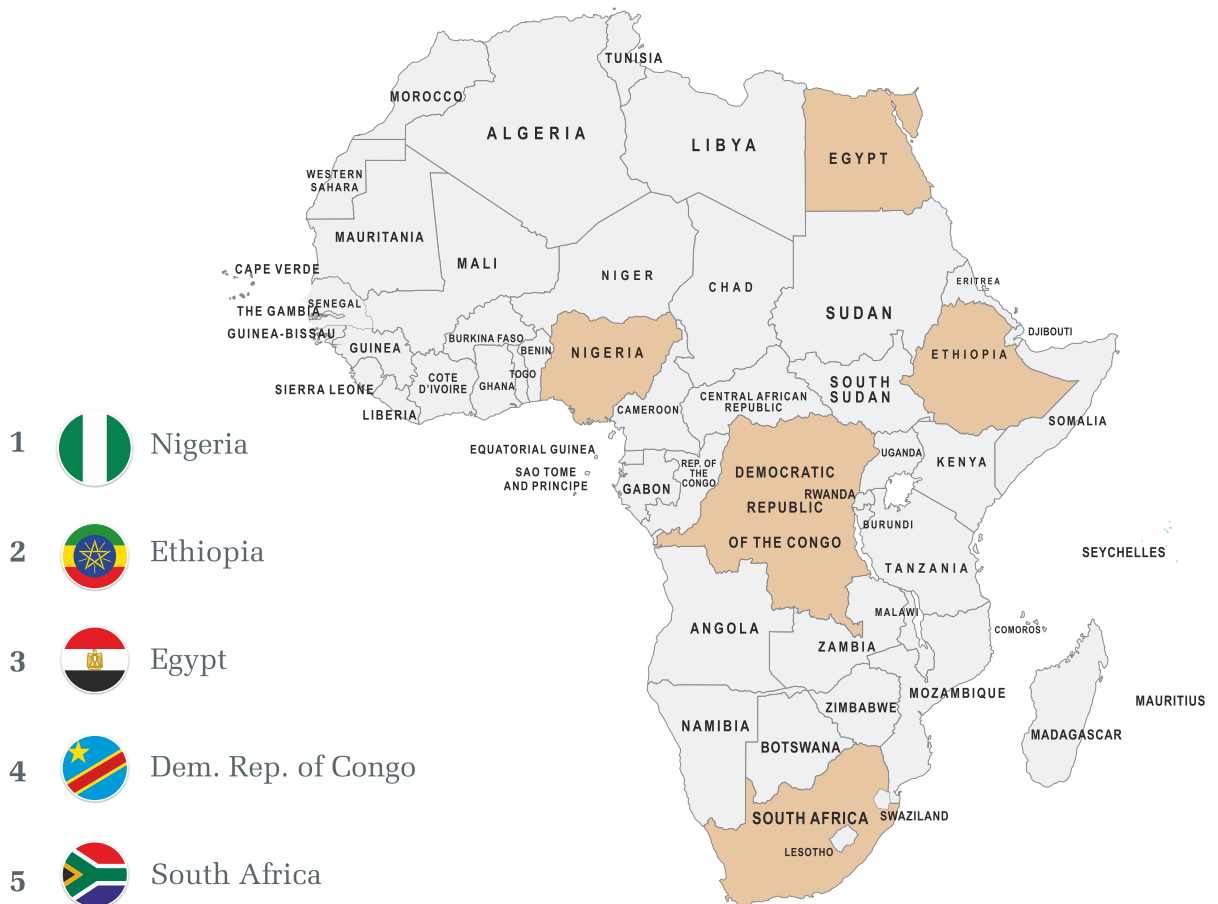 TUNISIA
MOROCCO
ALGERIA
LIBYA
EGYPT
WESTERN
SAHARA
MAURITANIA
MALI
NIGER
CHAD
SUDAN
ERITREA
CAPE VERDE
SENEGAL
THE GAMBIA
GUINEA-BISSAU
GUINEA
BURKINA FASO
BENIN
NIGERIA
DJIBOUTI
ETHIOPIA
SIERRA LEONE
COTE
D'IVOIRE
GHANA
TOGO
LIBERIA
CAMEROON
CENTRAL AFRICAN
REPUBLIC
SOUTH
SUDAN
SOMALIA
EQUATORIAL GUINEA
SAO TOME
AND PRINCIPE
GABON
REP. OF
THE
CONGO
DEMOCRATIC
REPUBLIC
OF THE CONGO
RWANDA
UGANDA
KENYA
BURUNDI
TANZANIA
SEYCHELLES
ANGOLA
ZAMBIA
MALAWI
COMOROS
MOZAMBIQUE
MAURITIUS
NAMIBIA
ZIMBABWE
BOTSWANA
MADAGASCAR
SOUTH AFRICA
SWAZILAND
LESOTHO
1 Nigeria
2 Ethiopia
3 Egypt
4 Dem. Rep. of Congo
5 South Africa